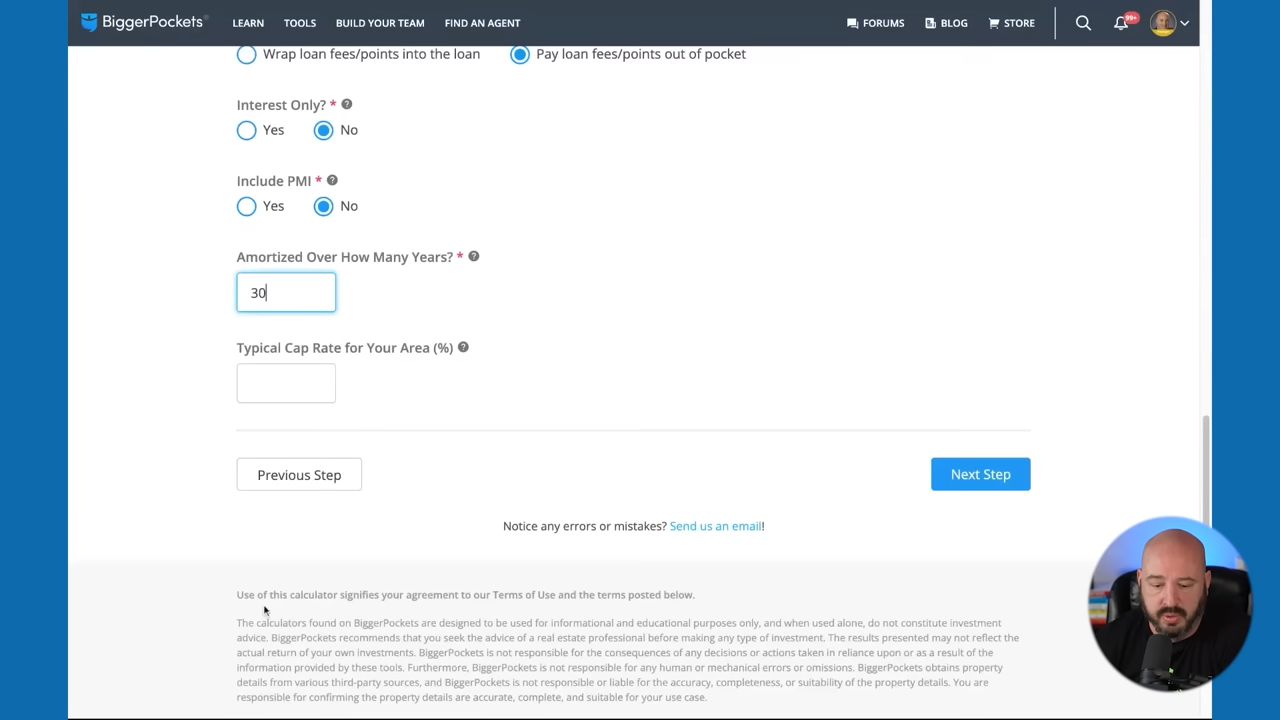 BiggerPockets
LEARN TOOLS BUILD YOUR TEAM FIND AN AGENT FORUMS BLOG STORE 99+
Wrap loan fees/points into the loan Pay loan fees/points out of pocket
Interest Only? * ?
Yes No
Include PMI * ?
Yes No
Amortized Over How Many Years? * ?
30
Typical Cap Rate for Your Area (%) ?
Previous Step Next Step
Notice any errors or mistakes? Send us an email!
Use of this calculator signifies your agreement to our Terms of Use and the terms posted below.
The calculators found on BiggerPockets are designed to be used for informational and educational purposes only, and when used alone, do not constitute investment
advice. BiggerPockets recommends that you seek the advice of a real estate professional before making any type of investment. The results presented may not reflect the
actual return of your own investments. BiggerPockets is not responsible for the consequences of any decisions or actions taken in reliance upon or as a result of the
information provided by these tools. Furthermore, BiggerPockets is not responsible for any human or mechanical errors or omissions. BiggerPockets obtains property
details from various third-party sources, and BiggerPockets is not responsible or liable for the accuracy, completeness, or suitability of the property details. You are
responsible for confirming the property details are accurate, complete, and suitable for your use case.